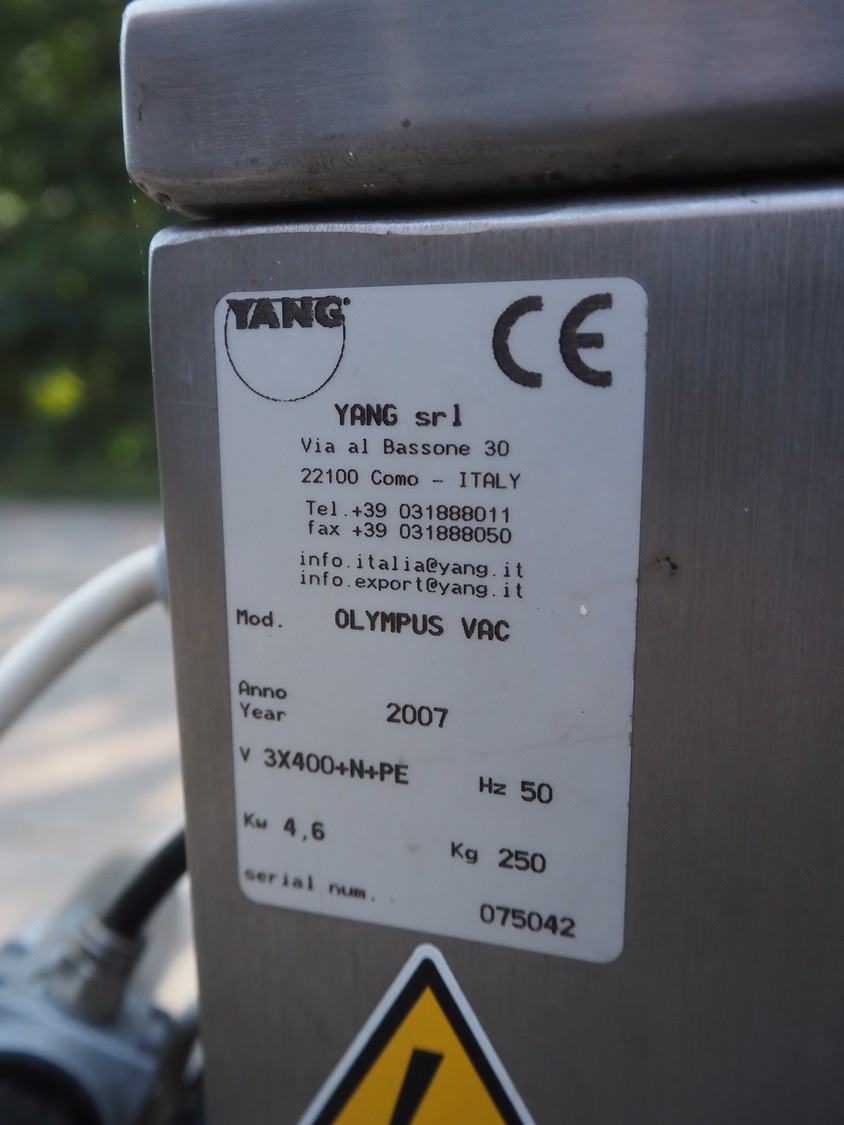 YANG
CE
YANG srl
Via al Bassone 30
22100 Como - ITALY
Tel.+39 031888011
fax +39 031888050
info.italia@yang.it
info.export@yang.it
Mod. OLYMPUS VAC
Anno
Year 2007
V 3X400+N+PE Hz 50
Kw 4,6 Kg 250
serial num. 075042